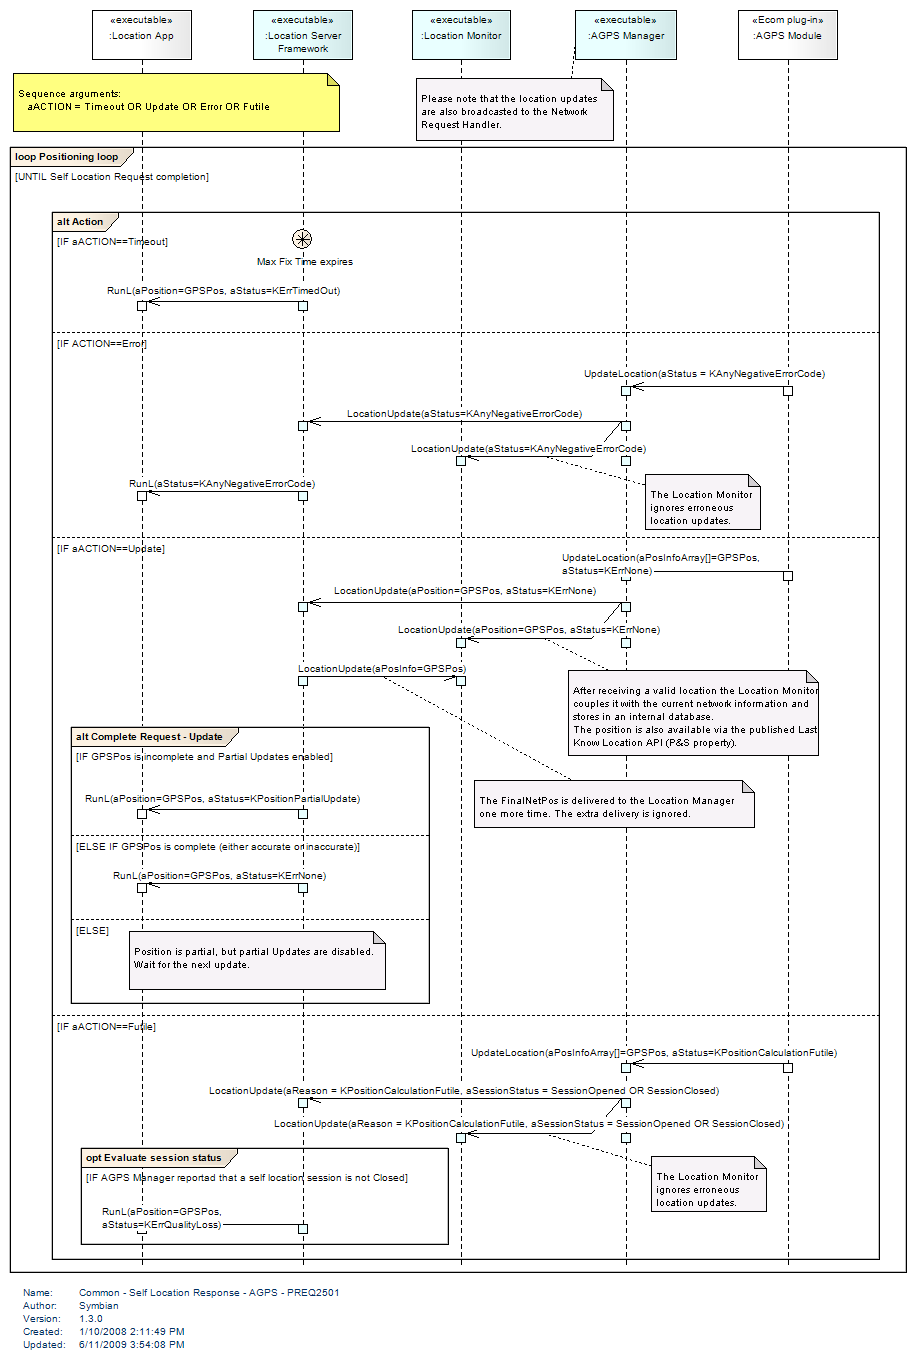 «executable»
:Location App
«executable»
:Location Server
Framework
«executable»
:Location Monitor
«executable»
:AGPS Manager
«Ecom plug-in»
:AGPS Module
Sequence arguments:
aACTION = Timeout OR Update OR Error OR Futile
Please note that the location updates
are also broadcasted to the Network
Request Handler.
loop Positioning loop
[UNTIL Self Location Request completion]
alt Action
[IF aACTION==Timeout]
Max Fix Time expires
RunL(aPosition=GPSPos, aStatus=KErrTimedOut)
[IF ACTION==Error]
UpdateLocation(aStatus = KAnyNegativeErrorCode)
LocationUpdate(aStatus=KAnyNegativeErrorCode)
LocationUpdate(aStatus=KAnyNegativeErrorCode)
RunL(aStatus=KAnyNegativeErrorCode)
The Location Monitor
ignores erroneous
location updates.
[IF aACTION==Update]
UpdateLocation(aPosInfoArray[]=GPSPos,
aStatus=KErrNone)
LocationUpdate(aPosition=GPSPos, aStatus=KErrNone)
LocationUpdate(aPosition=GPSPos, aStatus=KErrNone)
LocationUpdate(aPosInfo=GPSPos)
After receiving a valid location the Location Monitor
couples it with the current network information and
stores in an internal database.
The position is also available via the published Last
Know Location API (P&S property).
alt Complete Request - Update
[IF GPSPos is incomplete and Partial Updates enabled]
RunL(aPosition=GPSPos, aStatus=KPositionPartialUpdate)
The FinalNetPos is delivered to the Location Manager
one more time. The extra delivery is ignored.
[ELSE IF GPSPos is complete (either accurate or inaccurate)]
RunL(aPosition=GPSPos, aStatus=KErrNone)
[ELSE]
Position is partial, but partial Updates are disabled.
Wait for the nexl update.
[IF aACTION==Futile]
UpdateLocation(aPosInfoArray[]=GPSPos, aStatus=KPositionCalculationFutile)
LocationUpdate(aReason = KPositionCalculationFutile, aSessionStatus = SessionOpened OR SessionClosed)
LocationUpdate(aReason = KPositionCalculationFutile, aSessionStatus = SessionOpened OR SessionClosed)
opt Evaluate session status
[IF AGPS Manager reportad that a self location session is not Closed]
The Location Monitor
ignores erroneous
location updates.
RunL(aPosition=GPSPos,
aStatus=KErrQualityLoss)
Name: Common - Self Location Response - AGPS - PREQ2501
Author: Symbian
Version: 1.3.0
Created: 1/10/2008 2:11:49 PM
Updated: 6/11/2009 3:54:08 PM